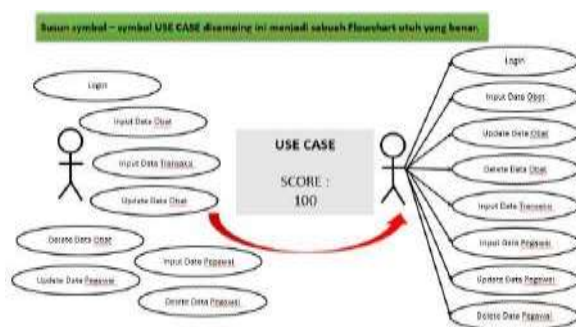 Susun symbol – symbol USE CASE disamping ini menjadi sebuah Flowchart utuh yang benar.
Login
Input Data Obat
Input Data Transaksi
Update Data Obat
Delete Data Obat
Input Data Pegawai
Update Data Pegawai
Delete Data Pegawai
USE CASE
SCORE :
100
Login
Input Data Obat
Update Data Obat
Delete Data Obat
Input Data Transaksi
Input Data Pegawai
Update Data Pegawai
Delete Data Pegawai